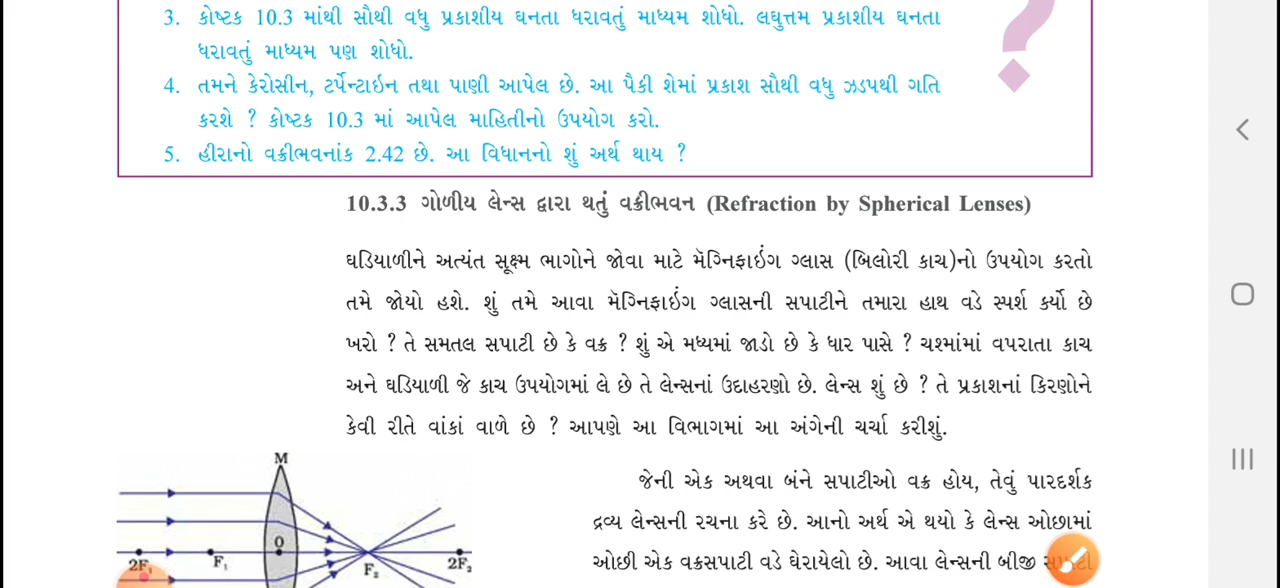 3. કોષ્ટક 10.3 માંથી સૌથી વધુ પ્રકાશીય ઘનતા ધરાવતું માધ્યમ શોધો. લઘુત્તમ પ્રકાશીય ઘનતા
ધરાવતું માધ્યમ પણ શોધો.
4. તમને કેરોસીન, ટર્પેન્ટાઇન તથા પાણી આપેલ છે. આ પૈકી શેમાં પ્રકાશ સૌથી વધુ ઝડપથી ગતિ
કરશે ? કોષ્ટક 10.3 માં આપેલ માહિતીનો ઉપયોગ કરો.
5. હીરાનો વક્રીભવનાંક 2.42 છે. આ વિધાનનો શું અર્થ થાય ?
?
10.3.3 ગોળીય લેન્સ દ્વારા થતું વક્રીભવન (Refraction by Spherical Lenses)
ઘડિયાળીને અત્યંત સૂક્ષ્મ ભાગોને જોવા માટે મૅગ્નિફાઇંગ ગ્લાસ (બિલોરી કાચ)નો ઉપયોગ કરતો
તમે જોયો હશે. શું તમે આવા મૅગ્નિફાઇંગ ગ્લાસની સપાટીને તમારા હાથ વડે સ્પર્શ કર્યો છે
ખરો ? તે સમતલ સપાટી છે કે વક્ર ? શું એ મધ્યમાં જાડો છે કે ધાર પાસે ? ચશ્માંમાં વપરાતા કાચ
અને ઘડિયાળી જે કાચ ઉપયોગમાં લે છે તે લેન્સનાં ઉદાહરણો છે. લેન્સ શું છે ? તે પ્રકાશનાં કિરણોને
કેવી રીતે વાંકાં વાળે છે ? આપણે આ વિભાગમાં આ અંગેની ચર્ચા કરીશું.
M
O
2F₁ F₁ F₂ 2F₂
જેની એક અથવા બંને સપાટીઓ વક્ર હોય, તેવું પારદર્શક
દ્રવ્ય લેન્સની રચના કરે છે. આનો અર્થ એ થયો કે લેન્સ ઓછામાં
ઓછી એક વક્રસપાટી વડે ઘેરાયેલો છે. આવા લેન્સની બીજી